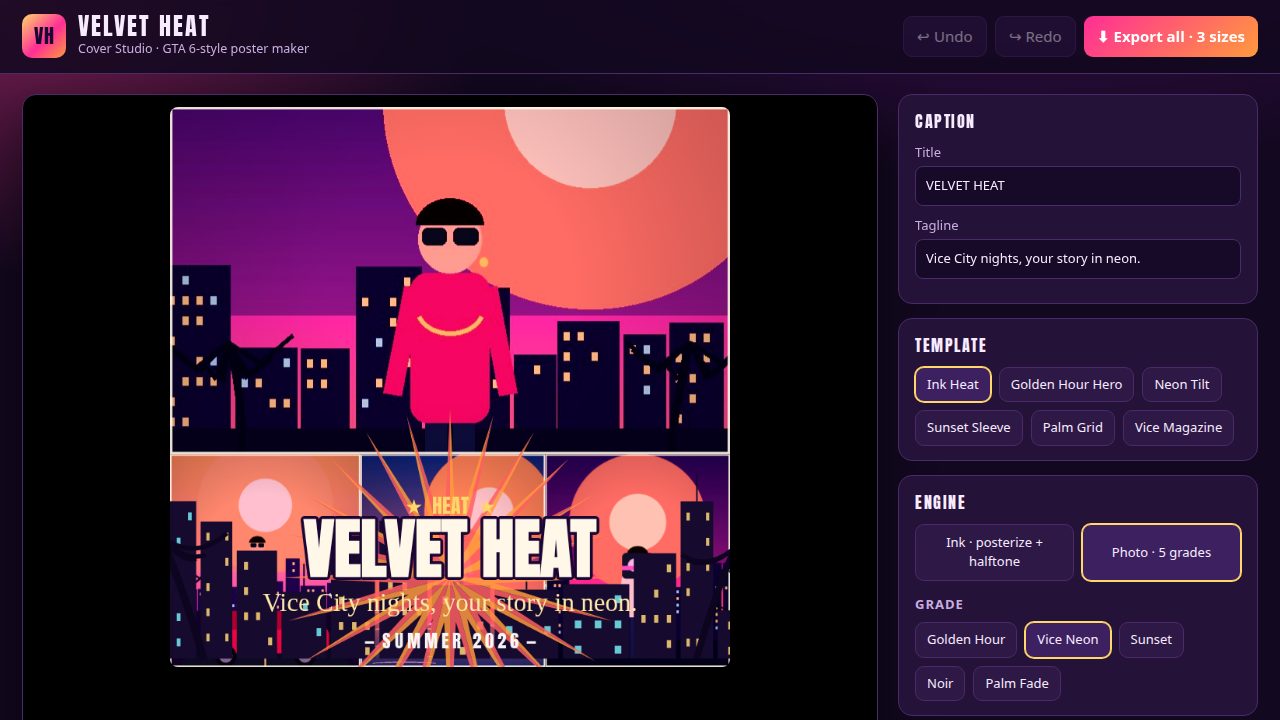 VH
VELVET HEAT
Cover Studio · GTA 6-style poster maker
↩ Undo
↪ Redo
⬇ Export all · 3 sizes
★ HEAT ★
VELVET HEAT
Vice City nights, your story in neon.
– SUMMER 2026 –
CAPTION
Title
VELVET HEAT
Tagline
Vice City nights, your story in neon.
TEMPLATE
Ink Heat
Golden Hour Hero
Neon Tilt
Sunset Sleeve
Palm Grid
Vice Magazine
ENGINE
Ink · posterize +
halftone
Photo · 5 grades
GRADE
Golden Hour
Vice Neon
Sunset
Noir
Palm Fade